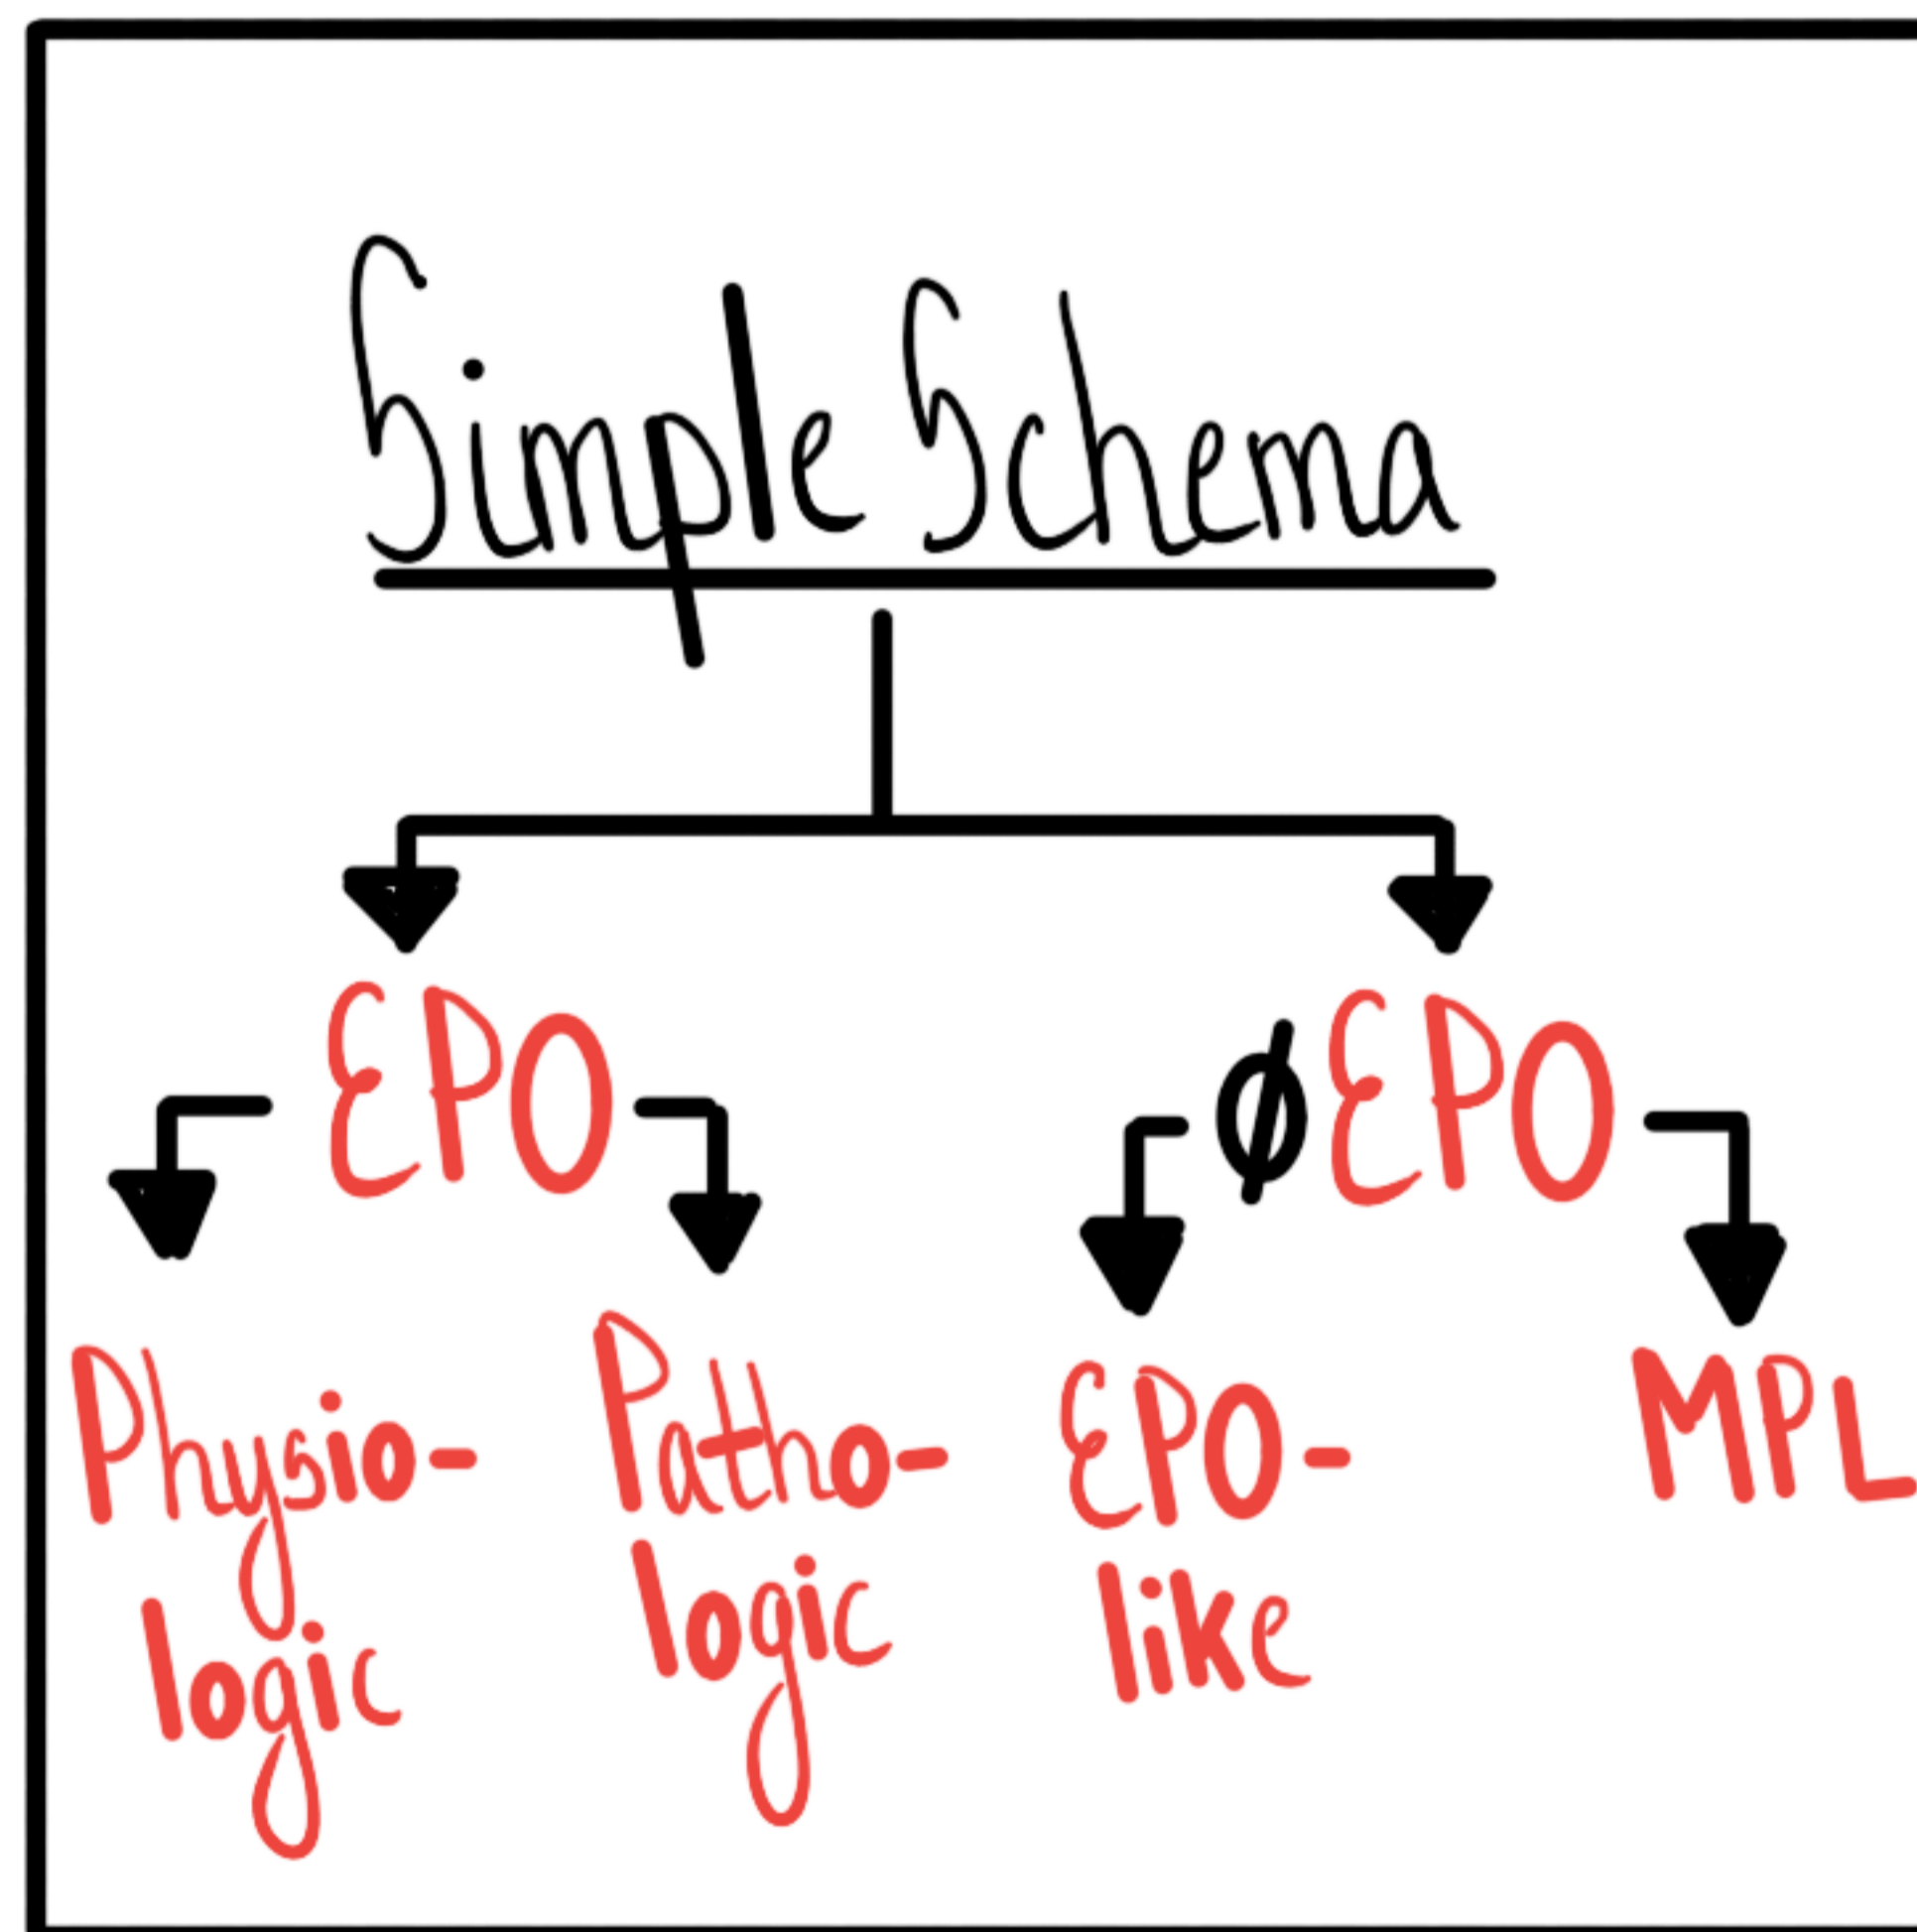 Simple Schema
EPO
ØEPO
Physio-
logic
Patho-
logic
EPO-
like
MPL